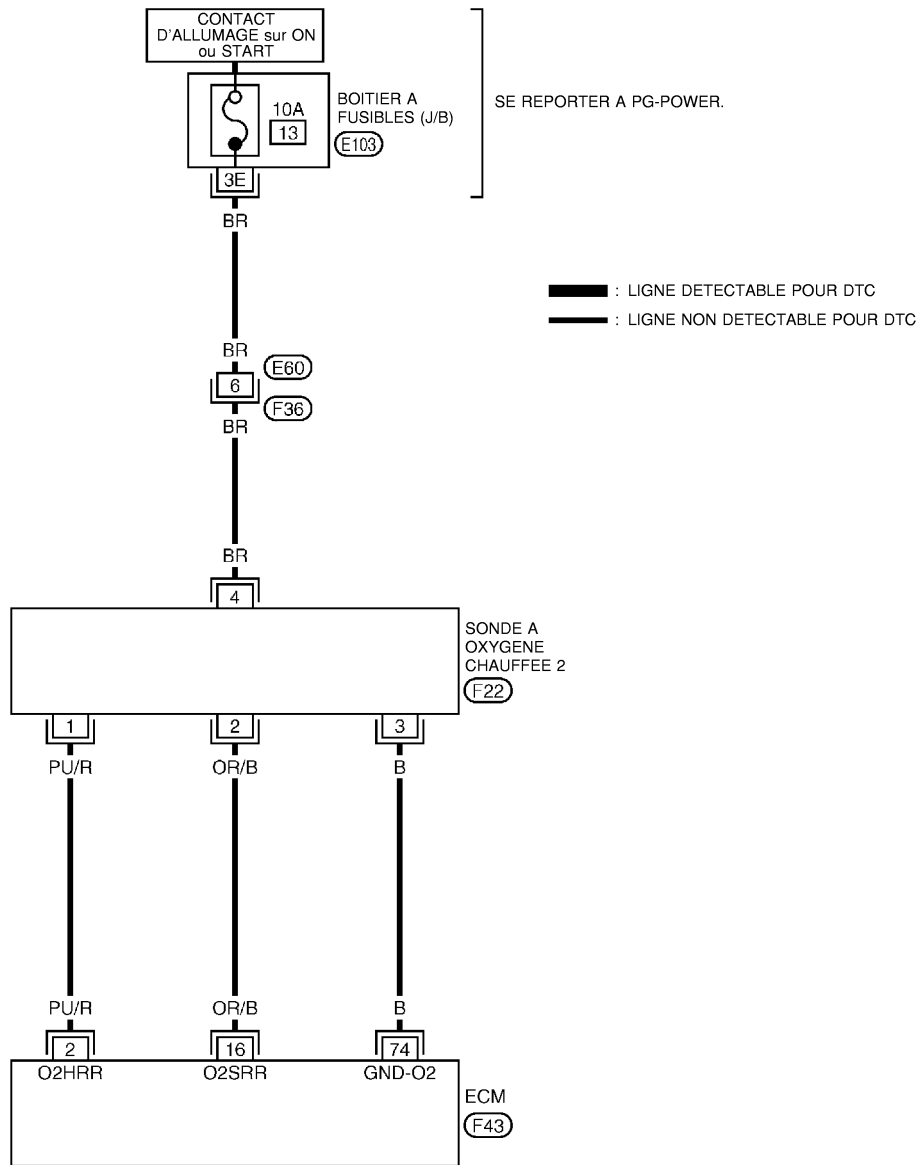 CONTACT
D'ALLUMAGE sur ON
ou START
10A
13
BOITIER A
FUSIBLES (J/B)
E103
SE REPORTER A PG-POWER.
3E
BR
: LIGNE DETECTABLE POUR DTC
: LIGNE NON DETECTABLE POUR DTC
BR
E60
6
F36
BR
BR
4
SONDE A
OXYGENE
CHAUFFEE 2
F22
1 2 3
PU/R OR/B B
PU/R OR/B B
2 16 74
O2HRR O2SRR GND-O2
ECM
F43